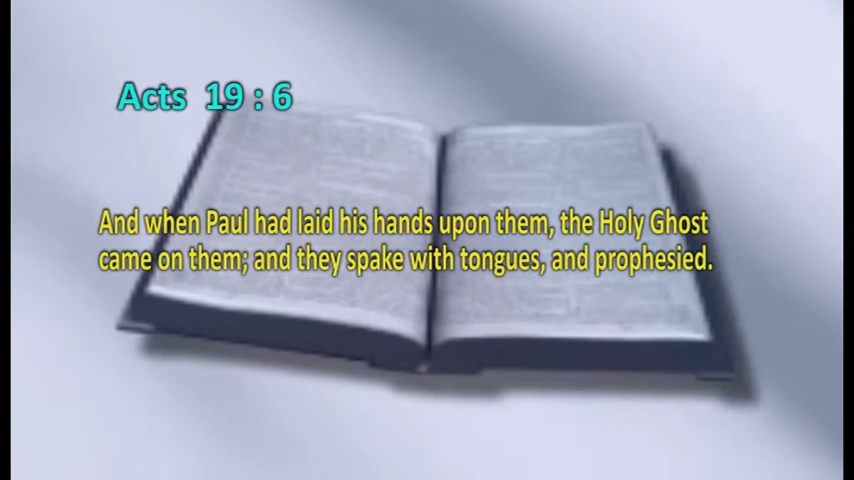 Acts 19 : 6
And when Paul had laid his hands upon them, the Holy Ghost
came on them; and they spake with tongues, and prophesied.